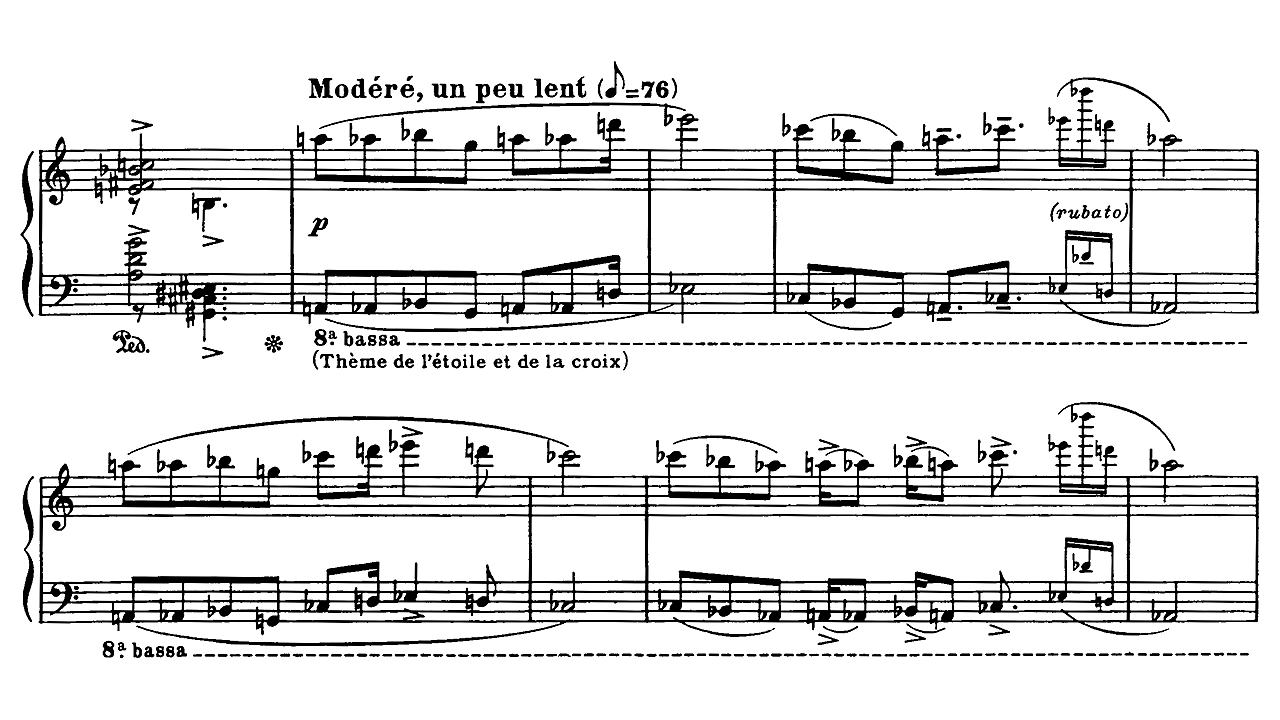 Modéré, un peu lent (♪=76)
p
(rubato)
Ped.
8ª bassa
(Thème de l'étoile et de la croix)
8ª bassa